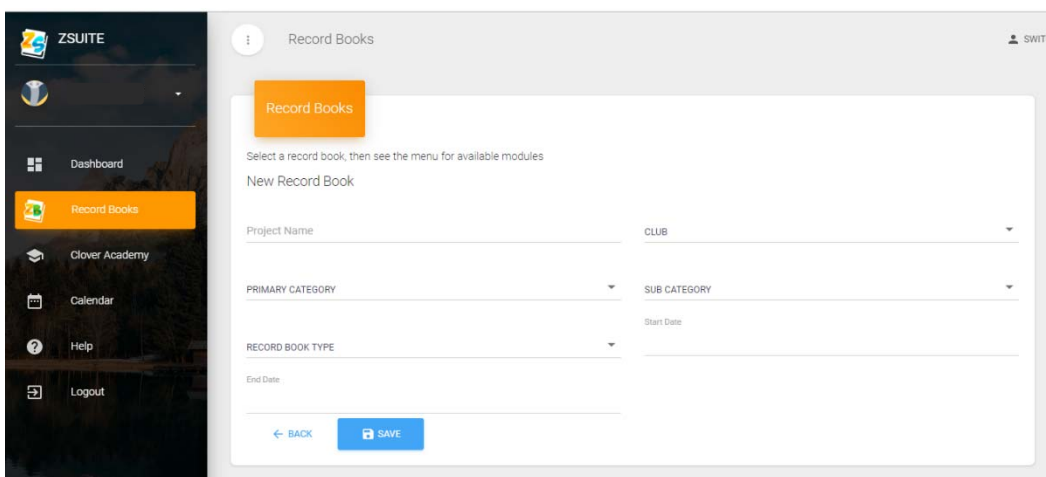 ZSUITE
Dashboard
Record Books
Clover Academy
Calendar
Help
Logout
Record Books
SWIT
Record Books
Select a record book, then see the menu for available modules
New Record Book
Project Name
CLUB
PRIMARY CATEGORY
SUB CATEGORY
RECORD BOOK TYPE
Start Date
End Date
BACK
SAVE